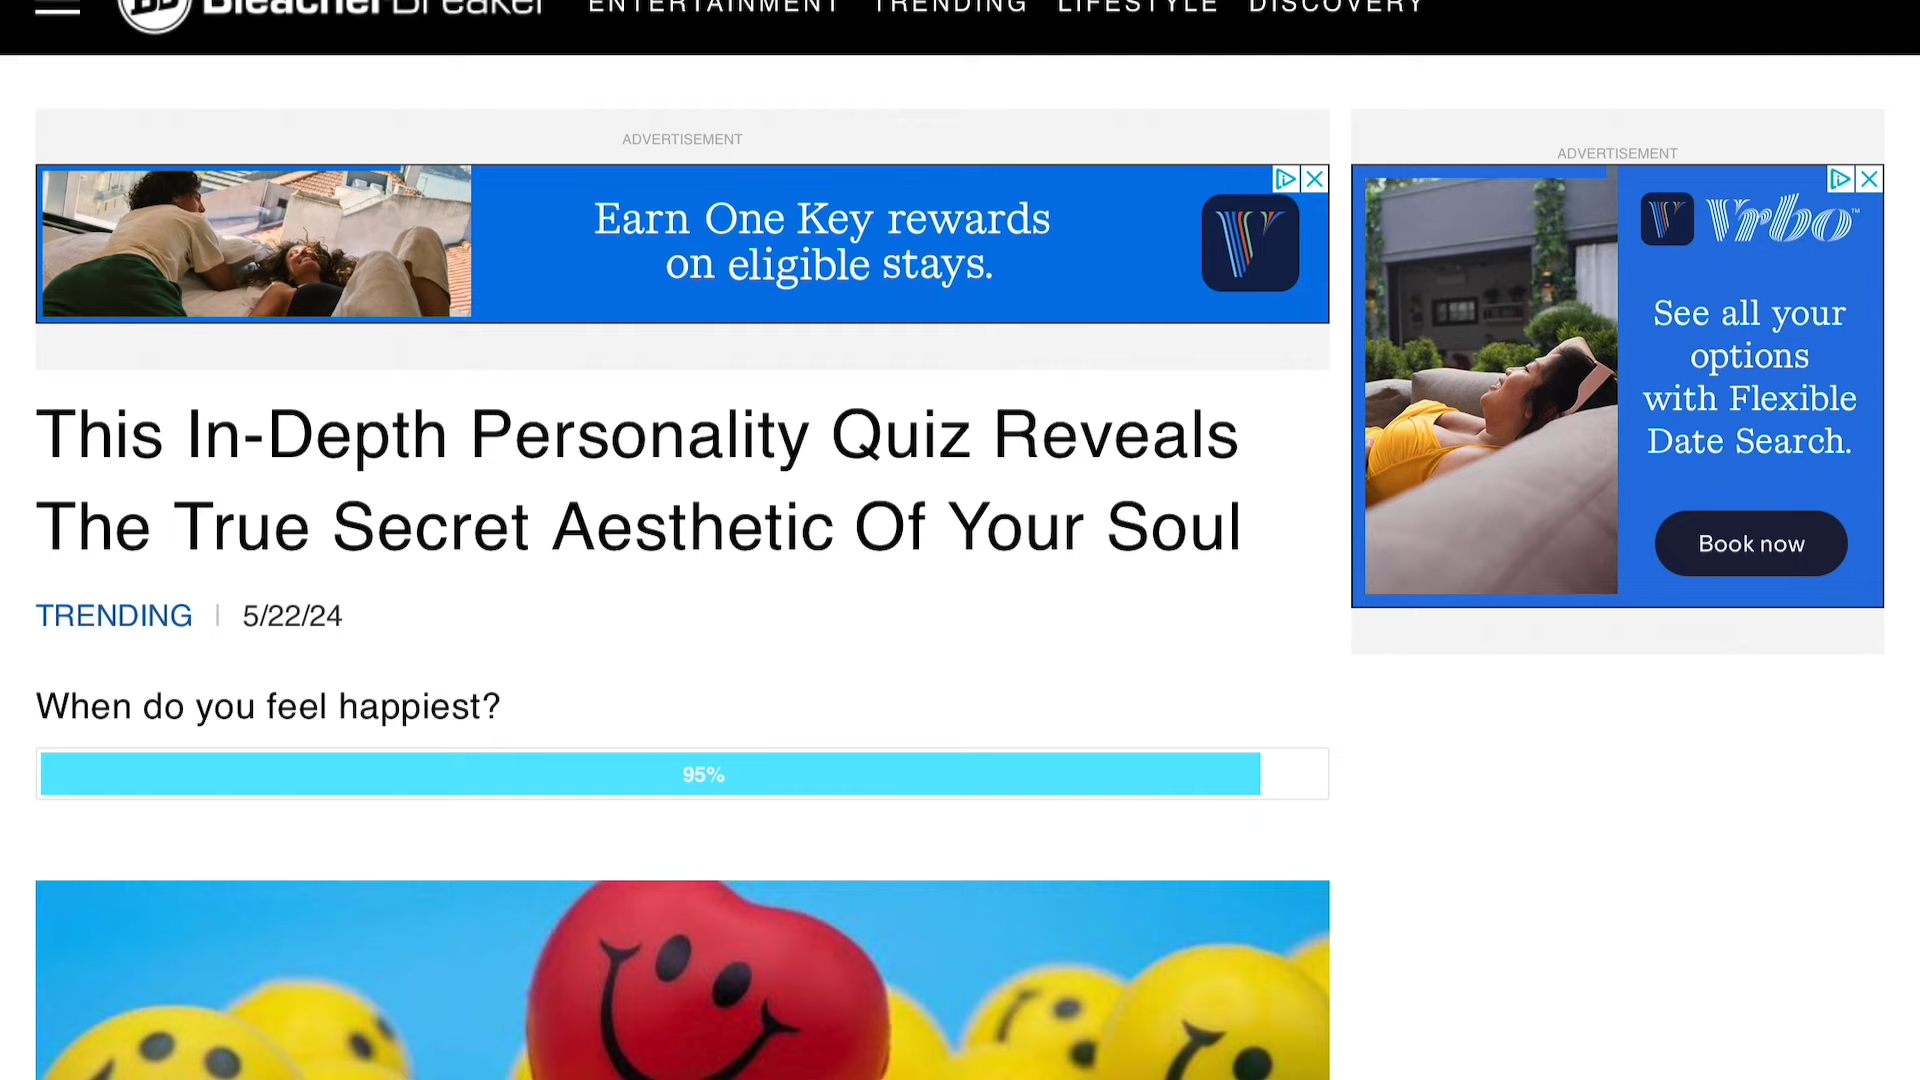 BleacherBreaker
ENTERTAINMENT TRENDING LIFESTYLE DISCOVERY
ADVERTISEMENT
Earn One Key rewards
on eligible stays.
ADVERTISEMENT
Vrbo™
See all your
options
with Flexible
Date Search.
Book now
This In-Depth Personality Quiz Reveals
The True Secret Aesthetic Of Your Soul
TRENDING | 5/22/24
When do you feel happiest?
95%